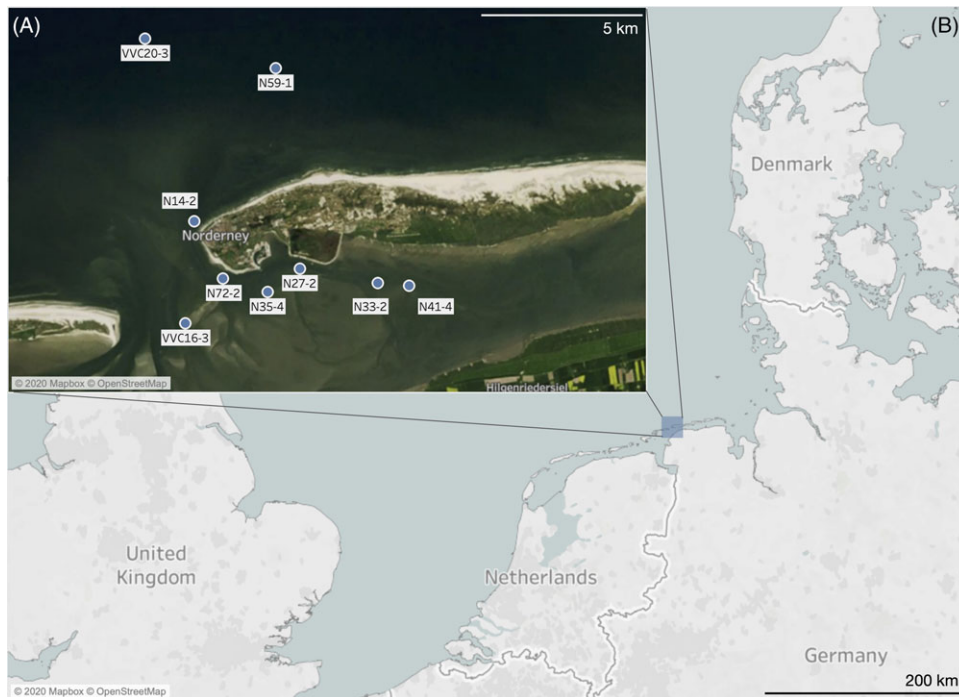 (A)
5 km
(B)
VVC20-3
N59-1
Denmark
N14-2
Norderney
N72-2
N35-4
N27-2
N33-2
N41-4
VVC16-3
© 2020 Mapbox © OpenStreetMap
Hilgenriedersiel
United
Kingdom
Netherlands
Germany
© 2020 Mapbox © OpenStreetMap
200 km